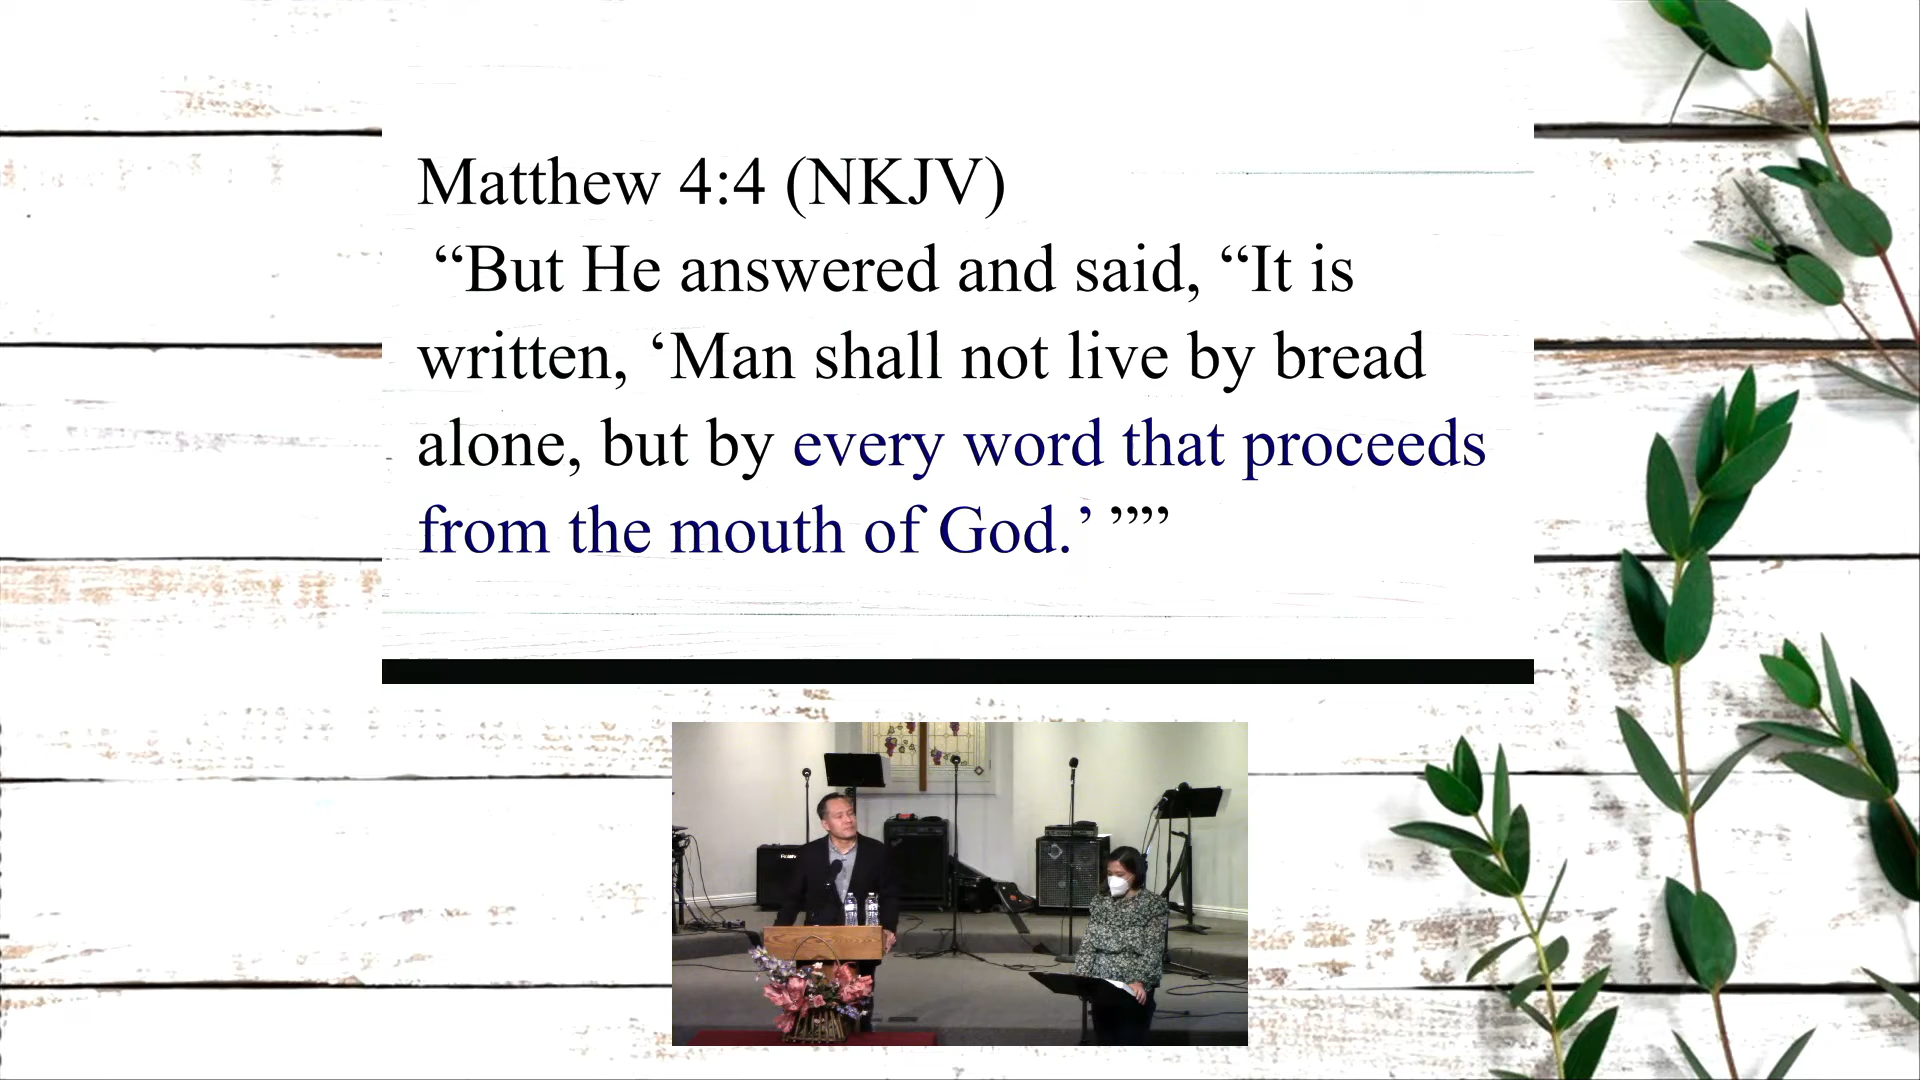 Matthew 4:4 (NKJV)
“But He answered and said, “It is
written, ‘Man shall not live by bread
alone, but by every word that proceeds
from the mouth of God.’ ”””
Roland